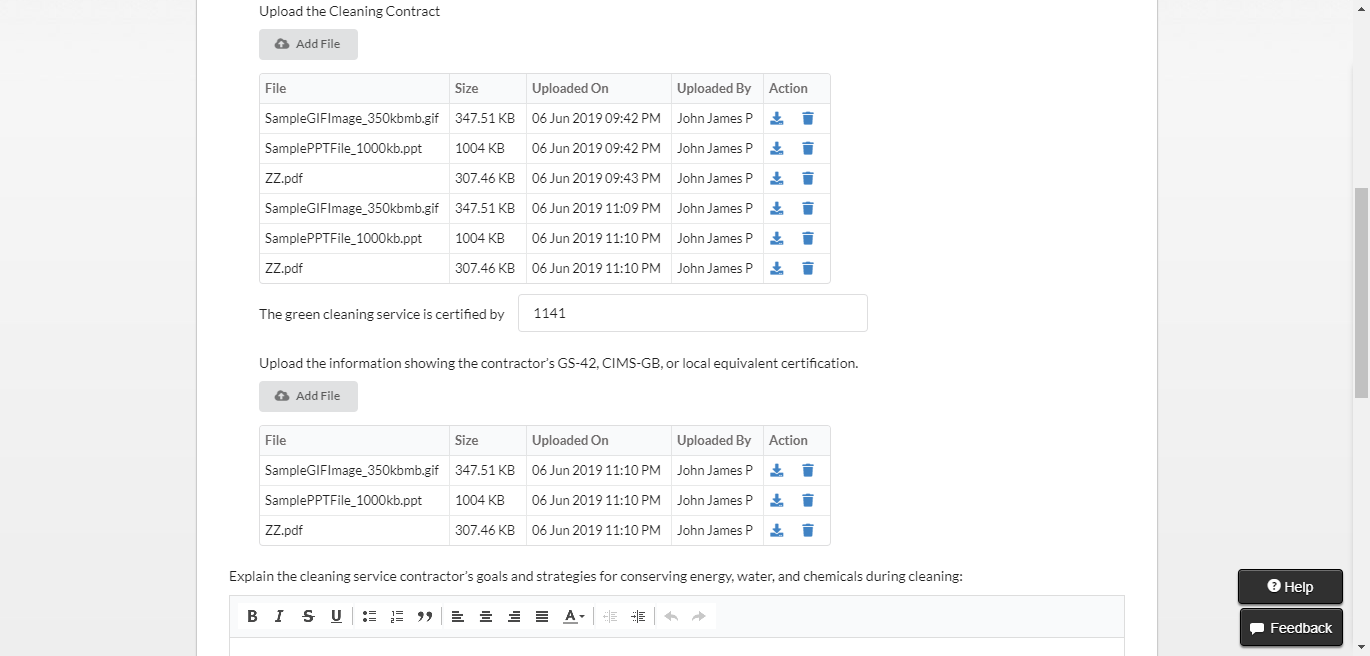 Upload the Cleaning Contract
Add File
File Size Uploaded On Uploaded By Action
SampleGIFImage_350kbmb.gif 347.51 KB 06 Jun 2019 09:42 PM John James P
SamplePPTFile_1000kb.ppt 1004 KB 06 Jun 2019 09:42 PM John James P
ZZ.pdf 307.46 KB 06 Jun 2019 09:43 PM John James P
SampleGIFImage_350kbmb.gif 347.51 KB 06 Jun 2019 11:09 PM John James P
SamplePPTFile_1000kb.ppt 1004 KB 06 Jun 2019 11:10 PM John James P
ZZ.pdf 307.46 KB 06 Jun 2019 11:10 PM John James P
The green cleaning service is certified by 1141
Upload the information showing the contractor's GS-42, CIMS-GB, or local equivalent certification.
Add File
File Size Uploaded On Uploaded By Action
SampleGIFImage_350kbmb.gif 347.51 KB 06 Jun 2019 11:10 PM John James P
SamplePPTFile_1000kb.ppt 1004 KB 06 Jun 2019 11:10 PM John James P
ZZ.pdf 307.46 KB 06 Jun 2019 11:10 PM John James P
Explain the cleaning service contractor's goals and strategies for conserving energy, water, and chemicals during cleaning:
B I S U A
Help
Feedback